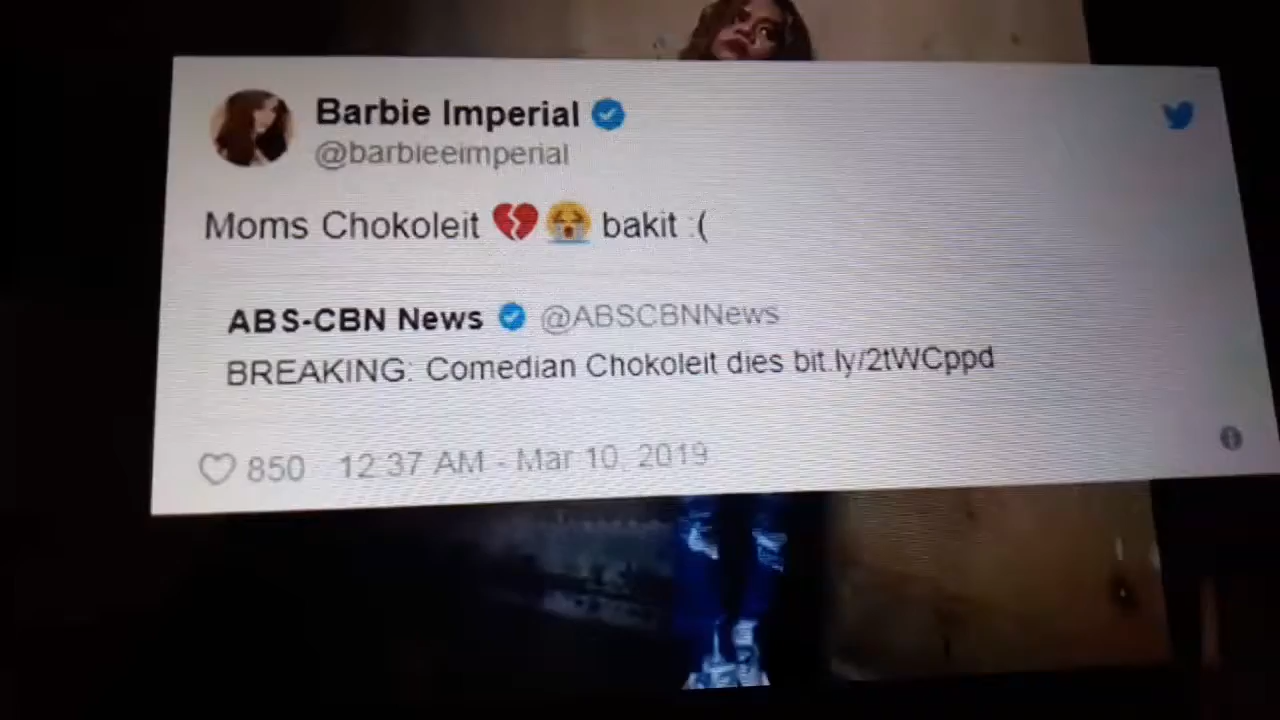 Barbie Imperial
@barbieeimperial
Moms Chokoleit 💔😭 bakit :(
ABS-CBN News @ABSCBNNews
BREAKING: Comedian Chokoleit dies bit.ly/2tWCppd
850 12:37 AM - Mar 10, 2019